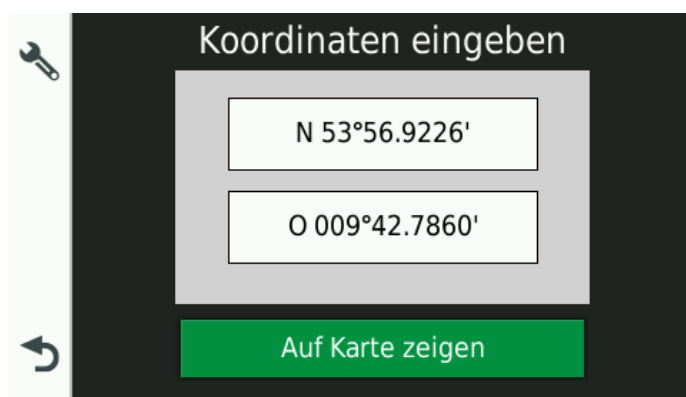 Koordinaten eingeben
N 53°56.9226'
O 009°42.7860'
Auf Karte zeigen